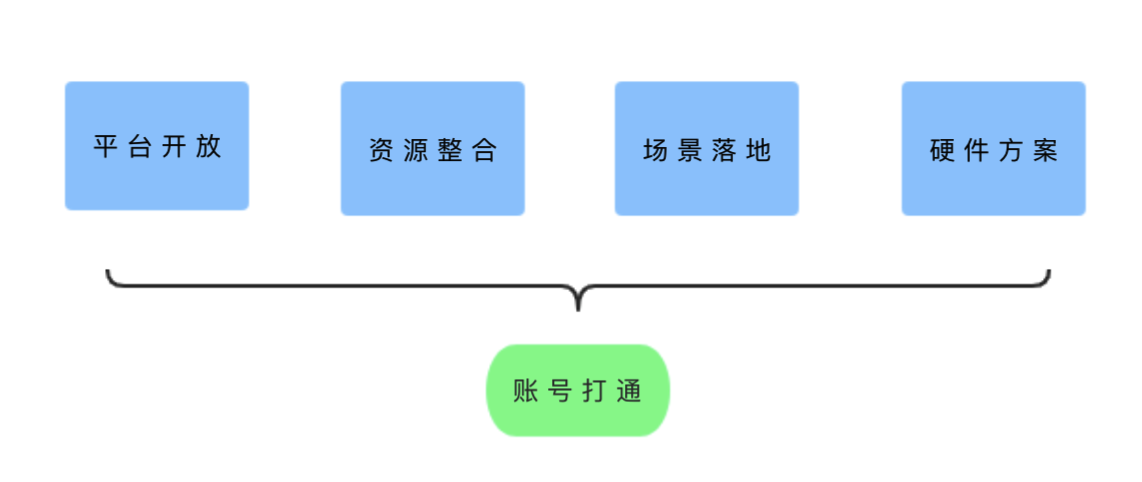 平台开放
资源整合
场景落地
硬件方案
账号打通